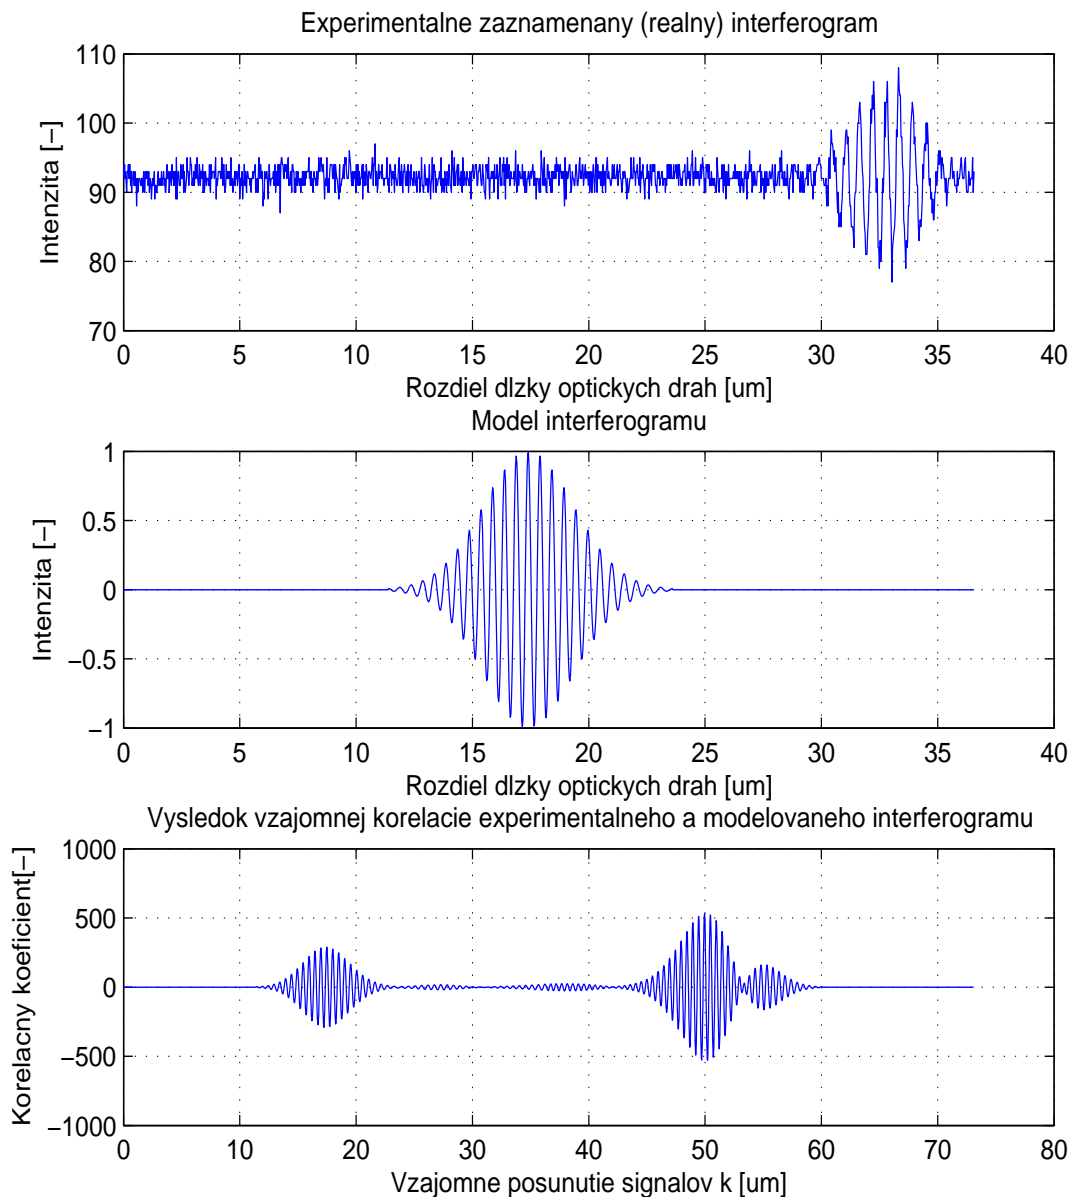 Experimentalne zaznamenany (realny) interferogram
110
100
90
80
70
Intenzita [−]
0 5 10 15 20 25 30 35 40
Rozdiel dlzky optickych drah [um]
Model interferogramu
1
0.5
0
−0.5
−1
Intenzita [−]
0 5 10 15 20 25 30 35 40
Rozdiel dlzky optickych drah [um]
Vysledok vzajomnej korelacie experimentalneho a modelovaneho interferogramu
1000
500
0
−500
−1000
Korelacny koeficient[−]
0 10 20 30 40 50 60 70 80
Vzajomne posunutie signalov k [um]